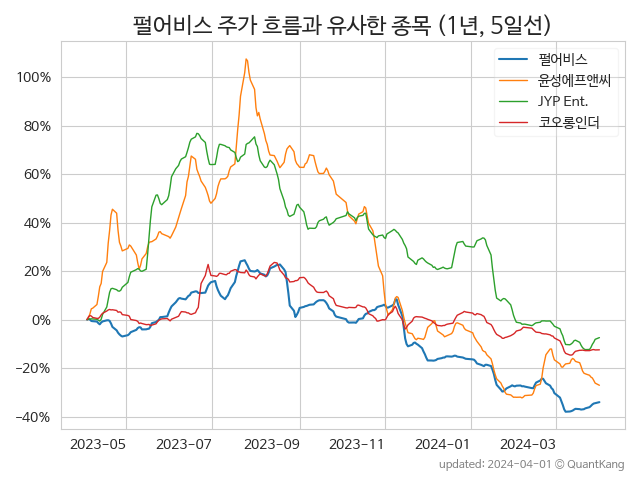 펄어비스 주가 흐름과 유사한 종목 (1년, 5일선)
펄어비스
윤성에프앤씨
JYP Ent.
코오롱인더
100%
80%
60%
40%
20%
0%
−20%
−40%
2023-05 2023-07 2023-09 2023-11 2024-01 2024-03
updated: 2024-04-01 © QuantKang